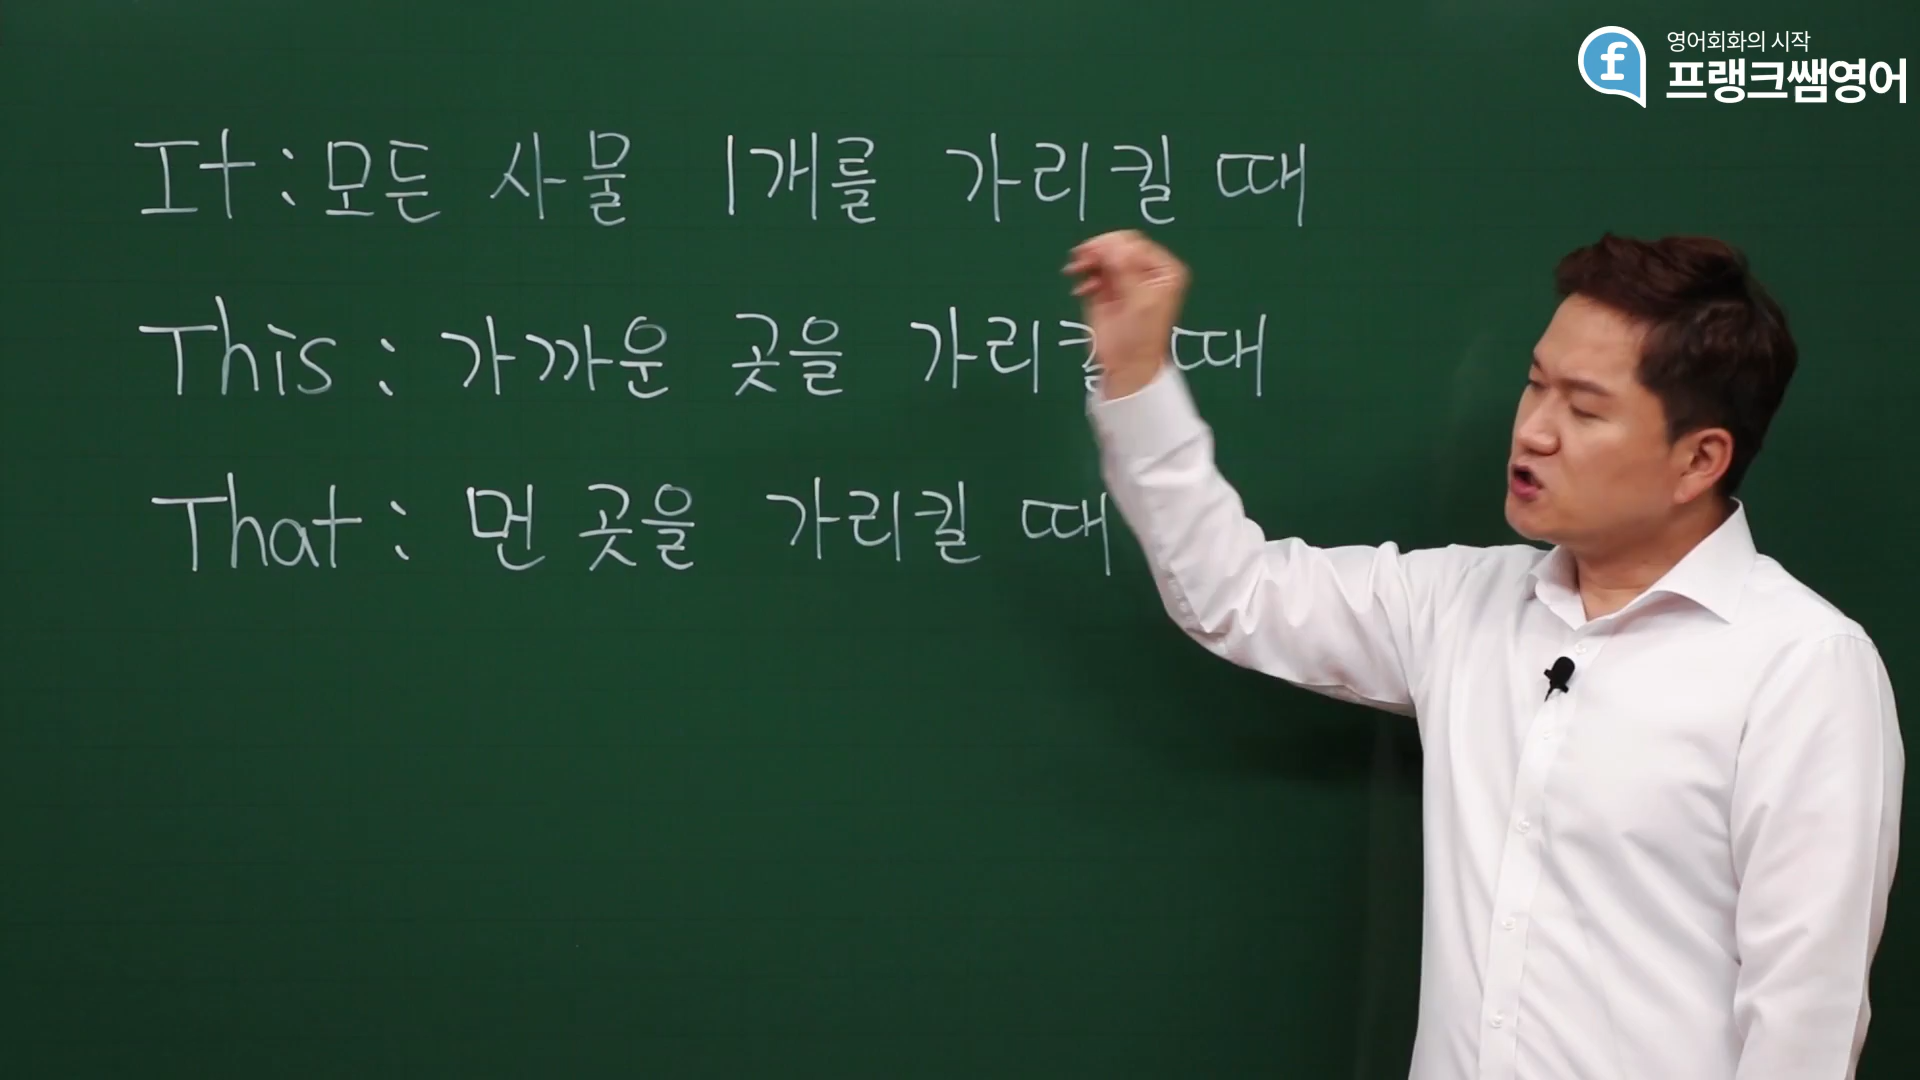 영어회화의 시작
프랭크쌤영어
It : 모든 사물 1개를 가리킬 때
This : 가까운 곳을 가리킬 때
That : 먼 곳을 가리킬 때